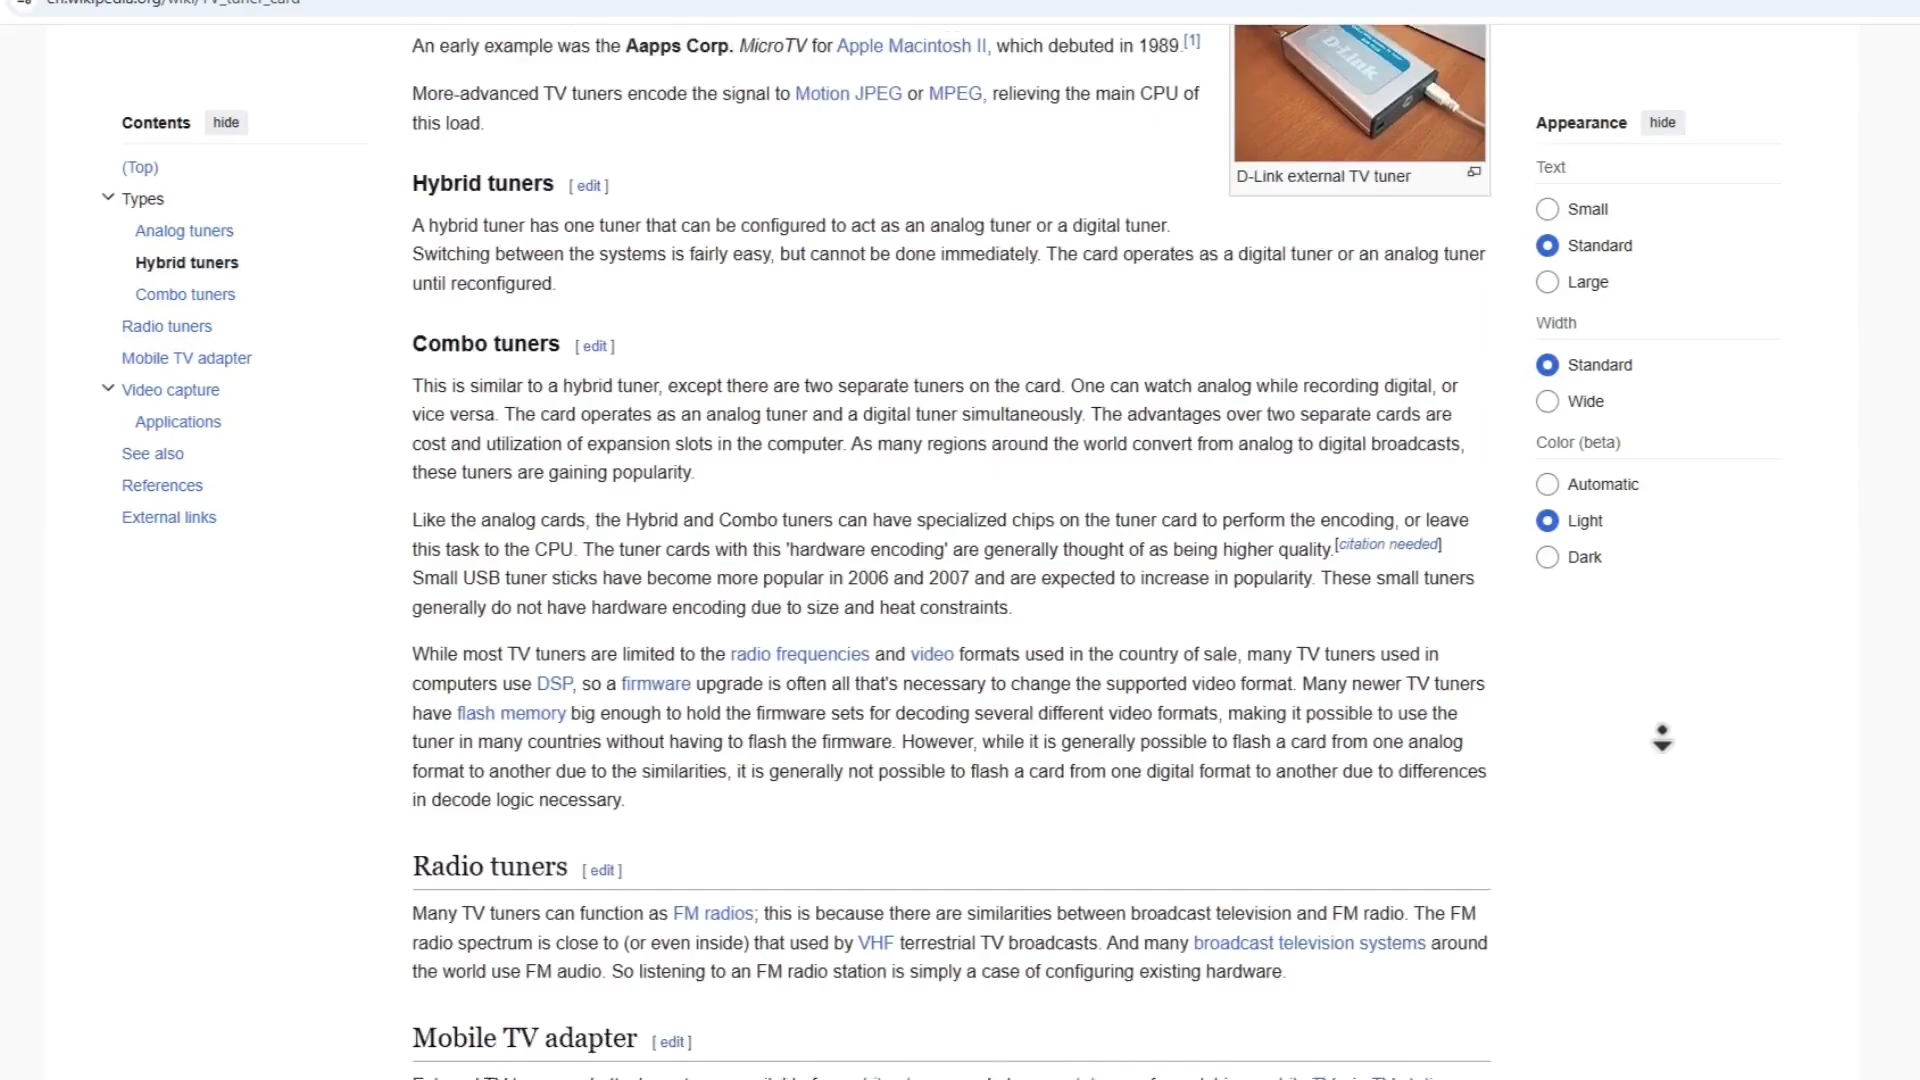 en.wikipedia.org/wiki/TV_tuner_card
An early example was the Aapps Corp. MicroTV for Apple Macintosh II, which debuted in 1989.[1]
More-advanced TV tuners encode the signal to Motion JPEG or MPEG, relieving the main CPU of
this load.
D-Link
D-Link external TV tuner
Contents hide
(Top)
Types
Analog tuners
Hybrid tuners
Combo tuners
Radio tuners
Mobile TV adapter
Video capture
Applications
See also
References
External links
Hybrid tuners [ edit ]
A hybrid tuner has one tuner that can be configured to act as an analog tuner or a digital tuner.
Switching between the systems is fairly easy, but cannot be done immediately. The card operates as a digital tuner or an analog tuner
until reconfigured.
Combo tuners [ edit ]
This is similar to a hybrid tuner, except there are two separate tuners on the card. One can watch analog while recording digital, or
vice versa. The card operates as an analog tuner and a digital tuner simultaneously. The advantages over two separate cards are
cost and utilization of expansion slots in the computer. As many regions around the world convert from analog to digital broadcasts,
these tuners are gaining popularity.
Like the analog cards, the Hybrid and Combo tuners can have specialized chips on the tuner card to perform the encoding, or leave
this task to the CPU. The tuner cards with this 'hardware encoding' are generally thought of as being higher quality.[citation needed]
Small USB tuner sticks have become more popular in 2006 and 2007 and are expected to increase in popularity. These small tuners
generally do not have hardware encoding due to size and heat constraints.
While most TV tuners are limited to the radio frequencies and video formats used in the country of sale, many TV tuners used in
computers use DSP, so a firmware upgrade is often all that's necessary to change the supported video format. Many newer TV tuners
have flash memory big enough to hold the firmware sets for decoding several different video formats, making it possible to use the
tuner in many countries without having to flash the firmware. However, while it is generally possible to flash a card from one analog
format to another due to the similarities, it is generally not possible to flash a card from one digital format to another due to differences
in decode logic necessary.
Radio tuners [ edit ]
Many TV tuners can function as FM radios; this is because there are similarities between broadcast television and FM radio. The FM
radio spectrum is close to (or even inside) that used by VHF terrestrial TV broadcasts. And many broadcast television systems around
the world use FM audio. So listening to an FM radio station is simply a case of configuring existing hardware.
Mobile TV adapter [ edit ]
Appearance hide
Text
Small
Standard
Large
Width
Standard
Wide
Color (beta)
Automatic
Light
Dark